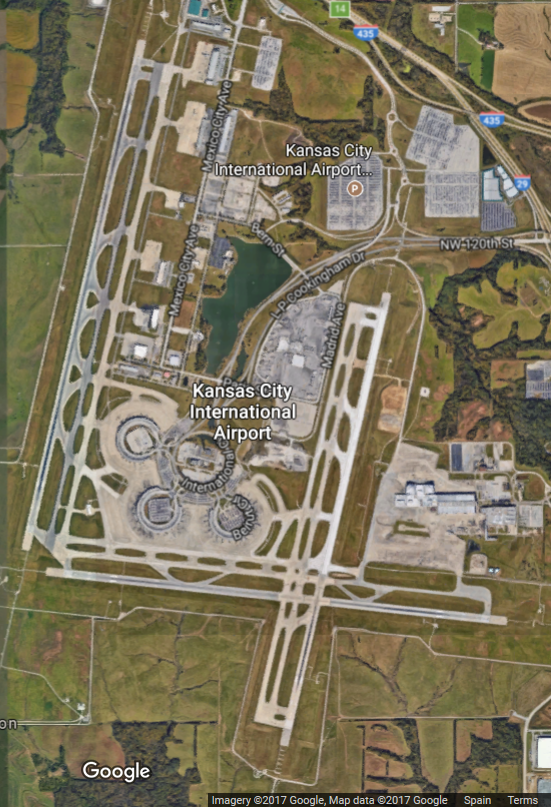 14
435
Mexico City Ave
Kansas City
International Airport...
P
435
29
Bern St
NW 120th St
L P Cookingham Dr
Mexico City Ave
Madrid Ave
Kansas City
International
Airport
International
Bern
on
Google
Imagery ©2017 Google, Map data ©2017 Google Spain Terms